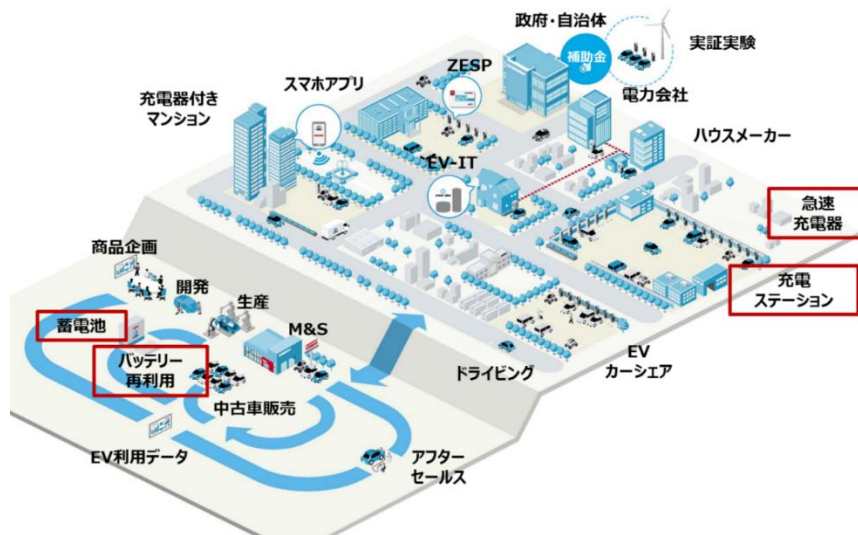 政府・自治体
補助金
実証実験
ZESP
電力会社
スマホアプリ
充電器付き
マンション
ハウスメーカー
EV-IT
急速
充電器
充電
ステーション
商品企画
開発
生産
蓄電池
M&S
バッテリー
再利用
ドライビング
EV
カーシェア
中古車販売
EV利用データ
アフター
セールス